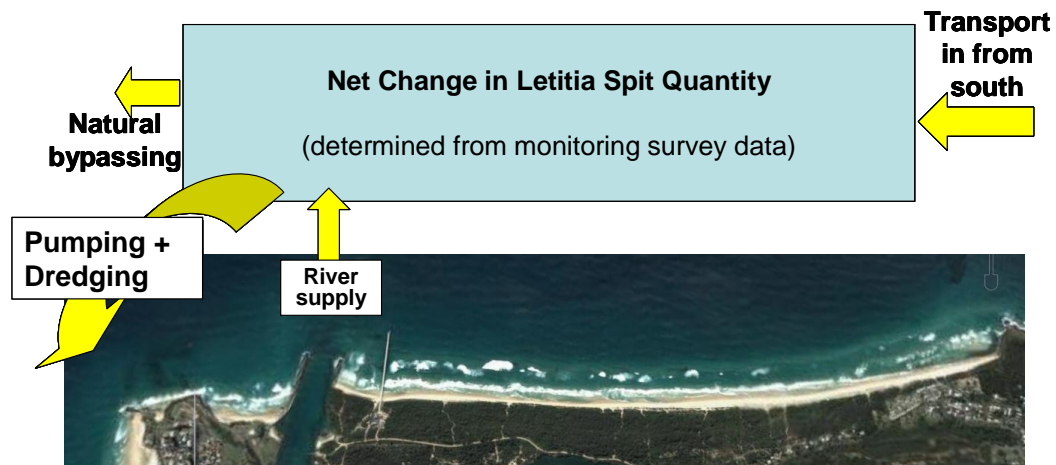 Transport
in from
south
Net Change in Letitia Spit Quantity
(determined from monitoring survey data)
Natural
bypassing
Pumping +
Dredging
River
supply